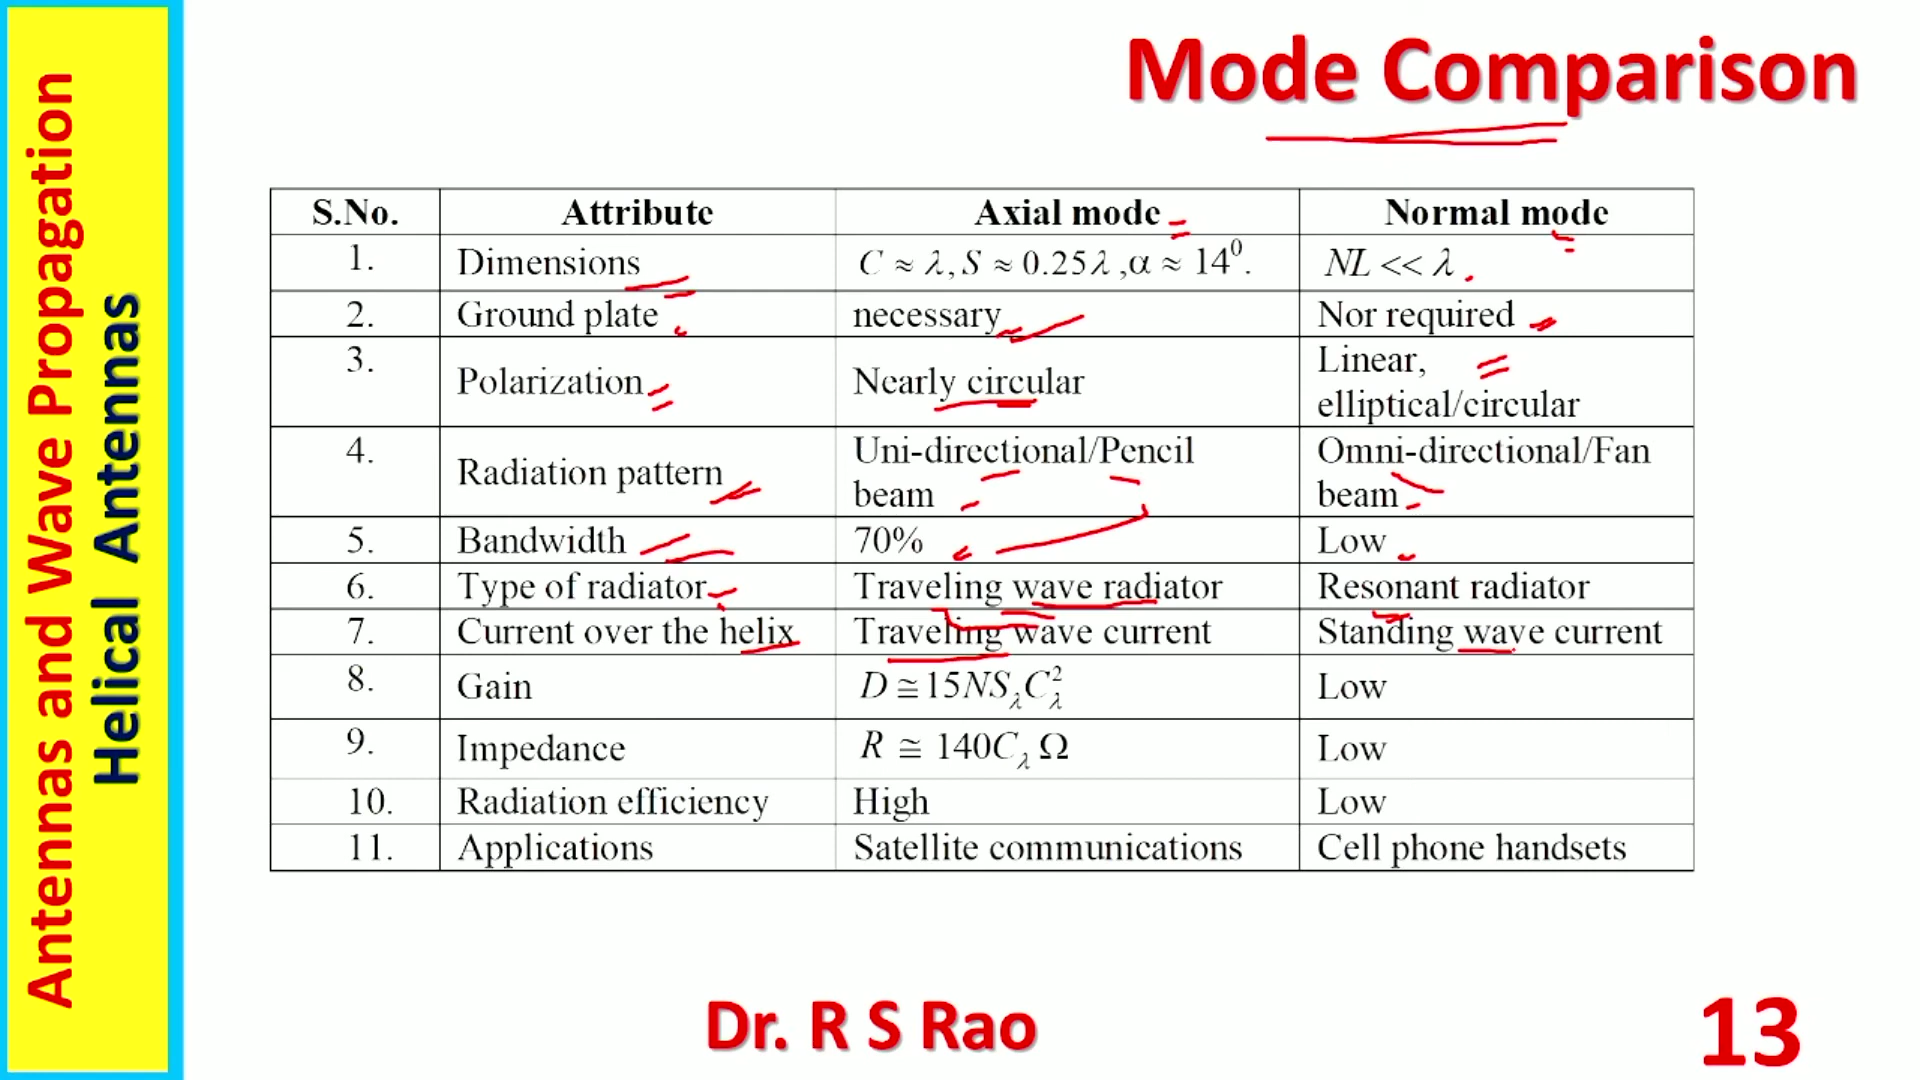 Antennas and Wave Propagation
Helical Antennas
Mode Comparison
S.No. Attribute Axial mode Normal mode
1. Dimensions C ≈ λ, S ≈ 0.25λ ,α ≈ 14⁰. NL << λ
2. Ground plate necessary Nor required
3. Polarization Nearly circular Linear,
elliptical/circular
4. Radiation pattern Uni-directional/Pencil
beam Omni-directional/Fan
beam
5. Bandwidth 70% Low
6. Type of radiator Traveling wave radiator Resonant radiator
7. Current over the helix Traveling wave current Standing wave current
8. Gain D ≅ 15NS_λC_λ² Low
9. Impedance R ≅ 140C_λ Ω Low
10. Radiation efficiency High Low
11. Applications Satellite communications Cell phone handsets
Dr. R S Rao
13